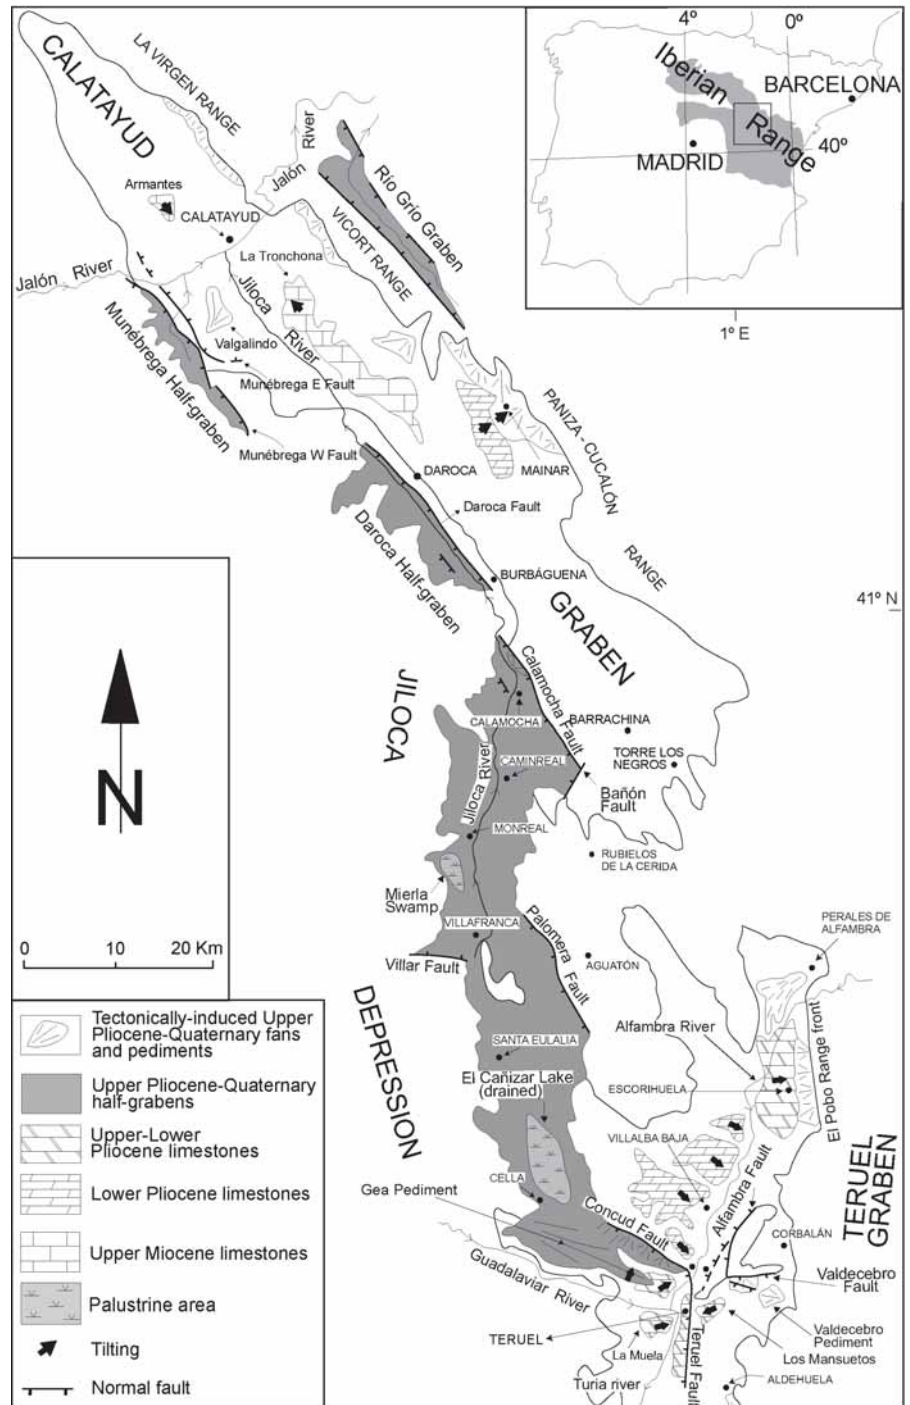 4º
0º
Iberian
Range
BARCELONA
MADRID
40º
1º E
CALATAYUD
LA VIRGEN RANGE
Jalón
River
Río Grío Graben
VICORT RANGE
Armantes
CALATAYUD
La Tronchona
Jalón River
Jiloca
River
Munébrega Half-graben
Valgalindo
Munébrega E Fault
Munébrega W Fault
MAINAR
PANIZA - CUCALÓN
RANGE
DAROCA
Daroca Fault
Daroca Half-graben
BURBÁGUENA
41º N
GRABEN
JILOCA
Calamocha Fault
CALAMOCHA
BARRACHINA
TORRE LOS
NEGROS
CAMINREAL
Bañón
Fault
Jiloca River
MONREAL
RUBIELOS
DE LA CERIDA
Mierla
Swamp
VILLAFRANCA
Villar Fault
Palomera
Fault
AGUATÓN
PERALES DE
ALFAMBRA
DEPRESSION
SANTA EULALIA
El Cañizar Lake
(drained)
Alfambra River
ESCORIHUELA
El Pobo Range front
VILLALBA BAJA
CELLA
Gea Pediment
Concud Fault
Alfambra Fault
TERUEL
GRABEN
CORBALÁN
Guadalaviar River
Valdecebro
Fault
TERUEL
La Muela
Teruel Fault
Valdecebro
Pediment
Los Mansuetos
Turia river
ALDEHUELA
N
0 10 20 Km
Tectonically-induced Upper
Pliocene-Quaternary fans
and pediments
Upper Pliocene-Quaternary
half-grabens
Upper-Lower
Pliocene limestones
Lower Pliocene limestones
Upper Miocene limestones
Palustrine area
Tilting
Normal fault